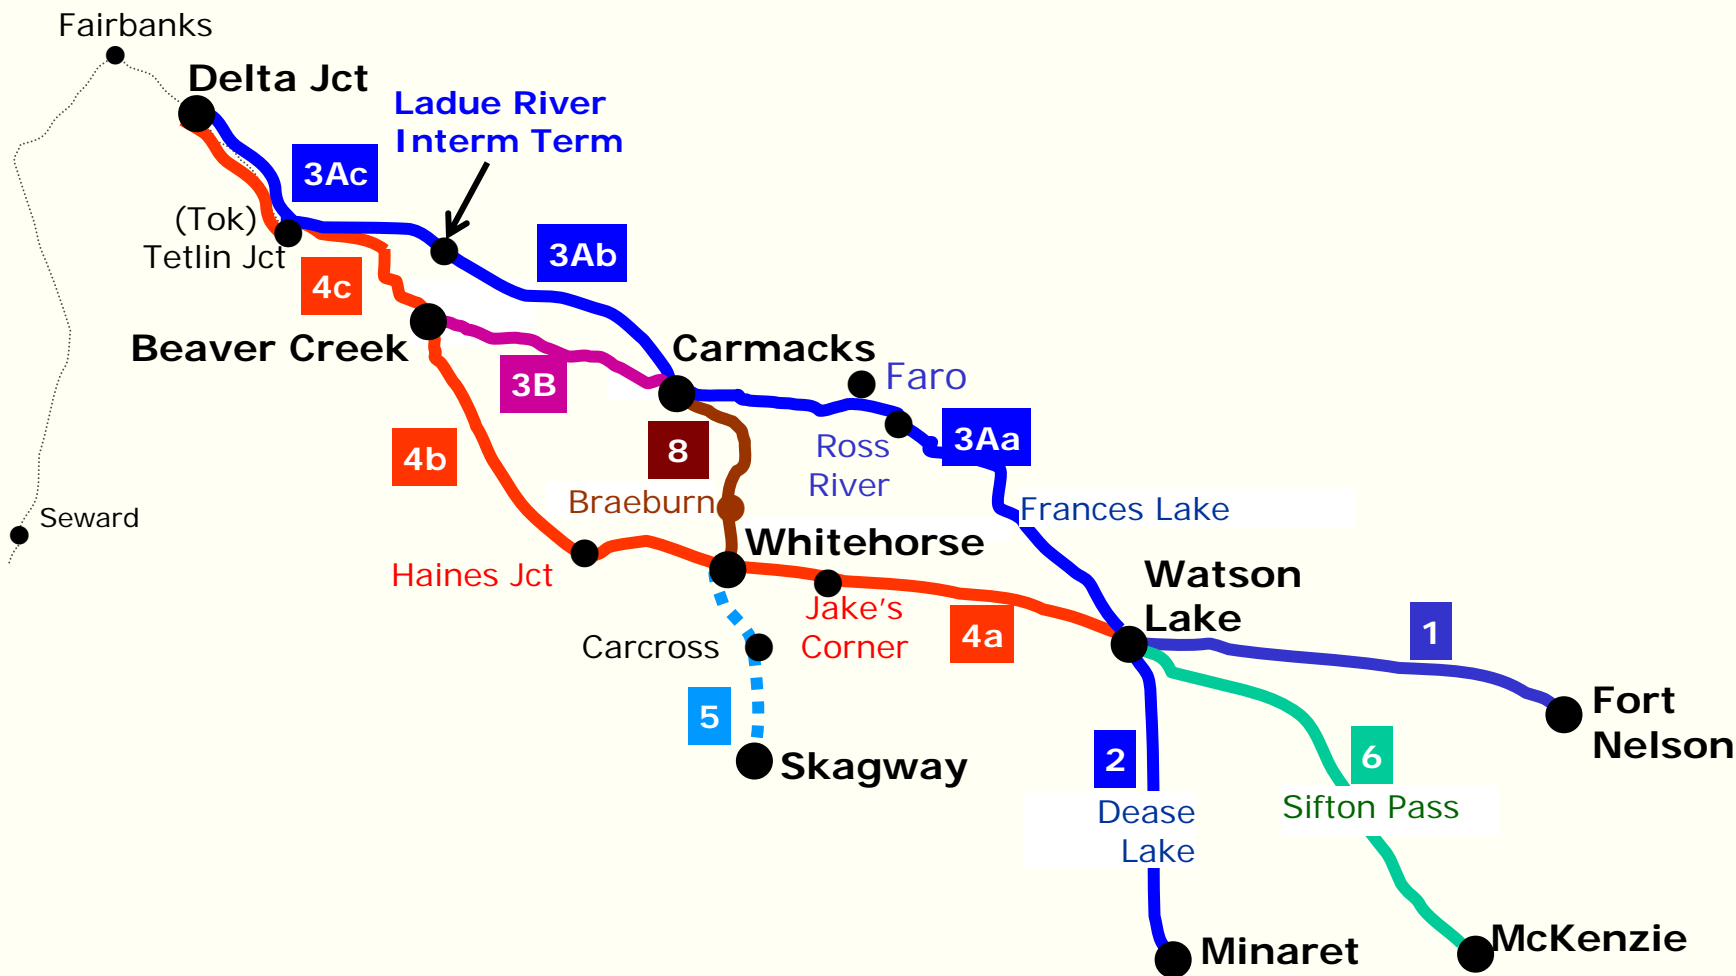 Fairbanks
Delta Jct
Ladue River
Interm Term
3Ac
(Tok)
Tetlin Jct
3Ab
4c
Beaver Creek
Carmacks
3B
Faro
4b
8
Ross
River
3Aa
Braeburn
Frances Lake
Seward
Whitehorse
Haines Jct
Watson
Lake
Jake's
Corner
4a
1
Carcross
5
Fort
Nelson
Skagway
2
6
Dease
Lake
Sifton Pass
Minaret
McKenzie